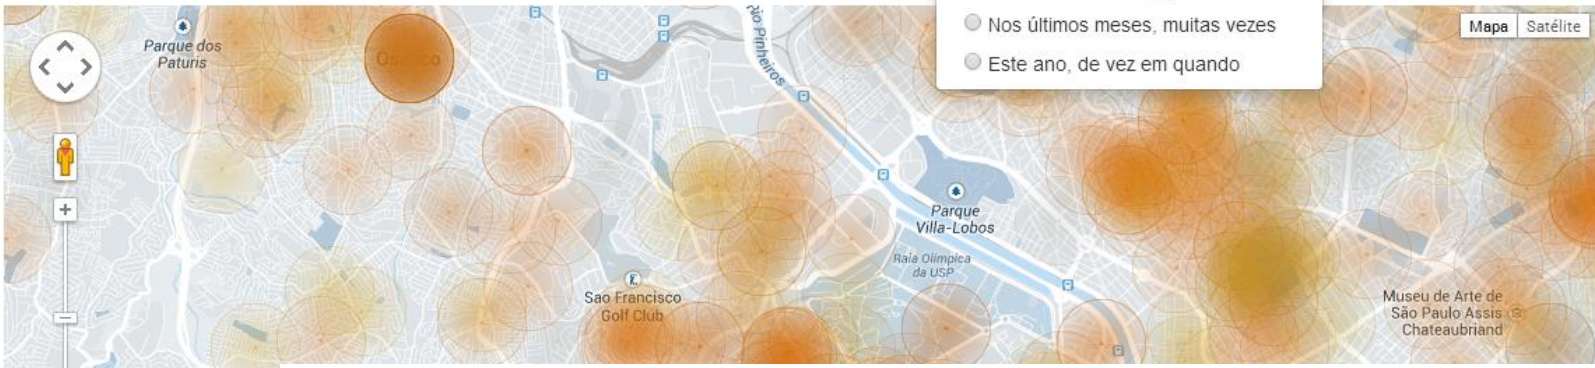 Nos últimos meses, muitas vezes
Este ano, de vez em quando
Mapa
Satélite
Parque dos
Paturis
Osasco
Rio Pinheiros
Parque
Villa-Lobos
Raia Olímpica
da USP
Sao Francisco
Golf Club
Museu de Arte de
São Paulo Assis
Chateaubriand